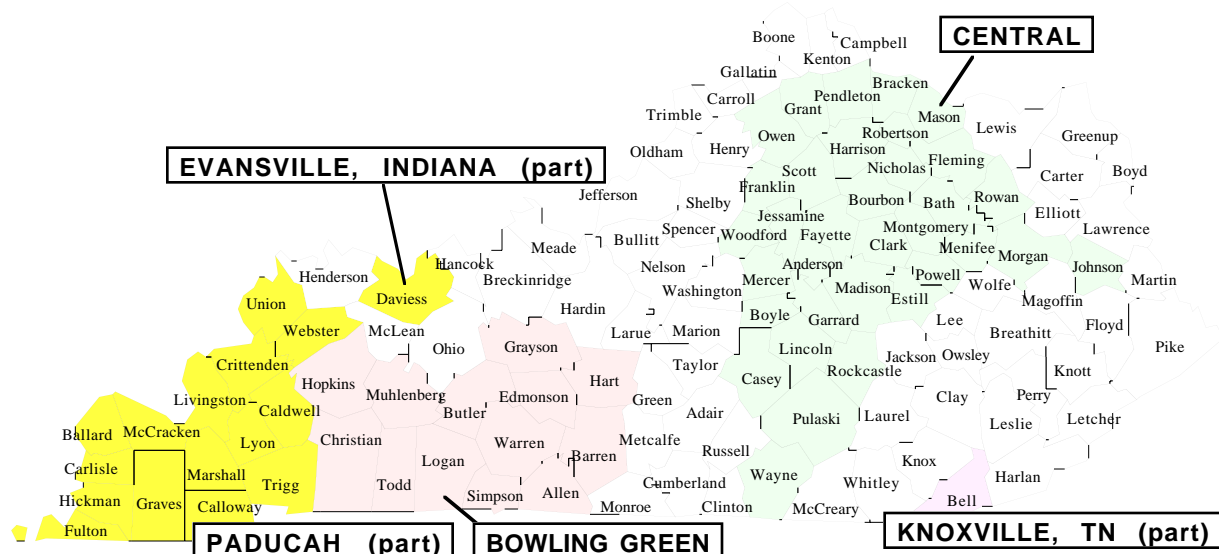 Boone
Campbell
CENTRAL
Kenton
Gallatin
Bracken
Pendleton
Carroll
Grant
Trimble
Mason
Lewis
Robertson
Greenup
Owen
Henry
Harrison
Oldham
EVANSVILLE, INDIANA (part)
Nicholas
Fleming
Scott
Carter
Boyd
Franklin
Jefferson
Shelby
Bourbon
Bath
Rowan
Jessamine
Elliott
Spencer
Woodford
Fayette
Montgomery
Lawrence
Meade
Bullitt
Clark
Menifee
Morgan
Hancock
Nelson
Anderson
Johnson
Henderson
Breckinridge
Mercer
Powell
Martin
Daviess
Washington
Madison
Wolfe
Union
Estill
Magoffin
Hardin
Boyle
Garrard
Webster
McLean
Larue
Marion
Lee
Breathitt
Floyd
Ohio
Grayson
Lincoln
Pike
Crittenden
Taylor
Jackson
Owsley
Knott
Hopkins
Hart
Casey
Rockcastle
Muhlenberg
Edmonson
Green
Clay
Perry
Livingston
Caldwell
Butler
Adair
Pulaski
Laurel
Letcher
Leslie
Ballard
McCracken
Lyon
Christian
Warren
Metcalfe
Barren
Russell
Knox
Carlisle
Logan
Marshall
Wayne
Harlan
Trigg
Todd
Cumberland
Whitley
Hickman
Graves
Calloway
Simpson
Allen
Monroe
Clinton
McCreary
Bell
Fulton
PADUCAH (part)
BOWLING GREEN
KNOXVILLE, TN (part)